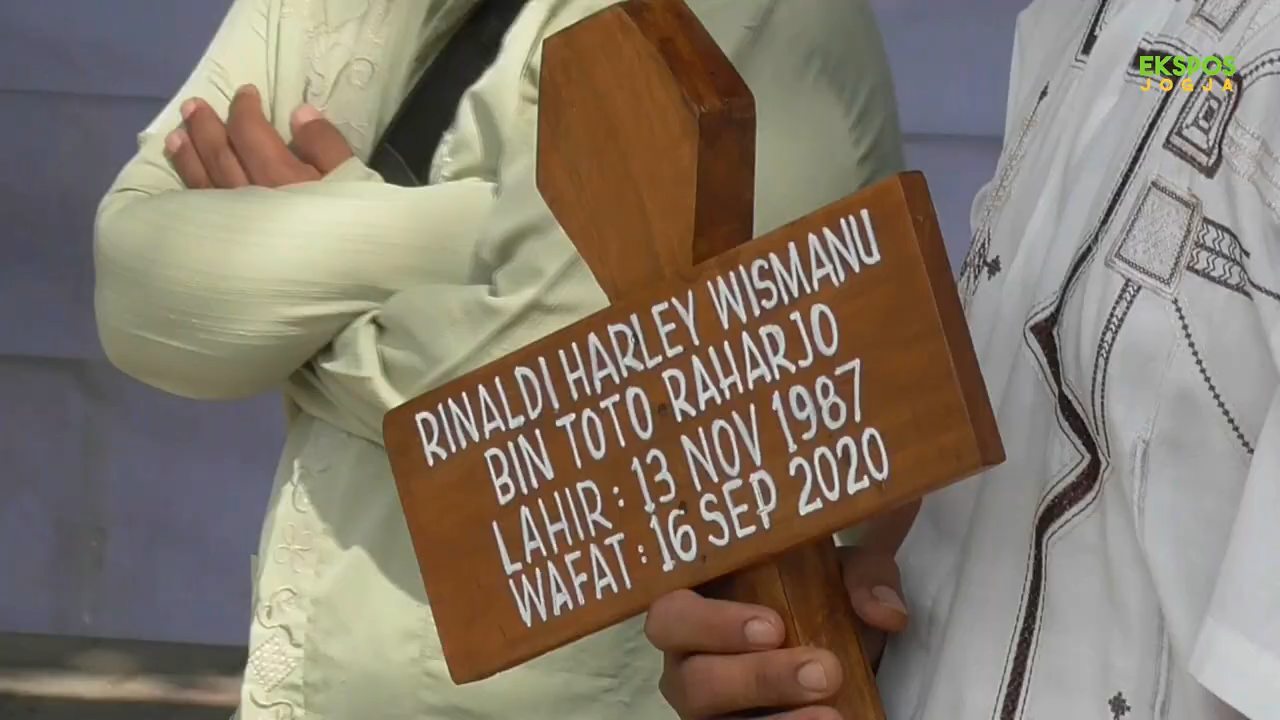 EKSPOS
JOGJA
RINALDI HARLEY WISMANU
BIN TOTO RAHARJO
LAHIR : 13 NOV 1987
WAFAT : 16 SEP 2020